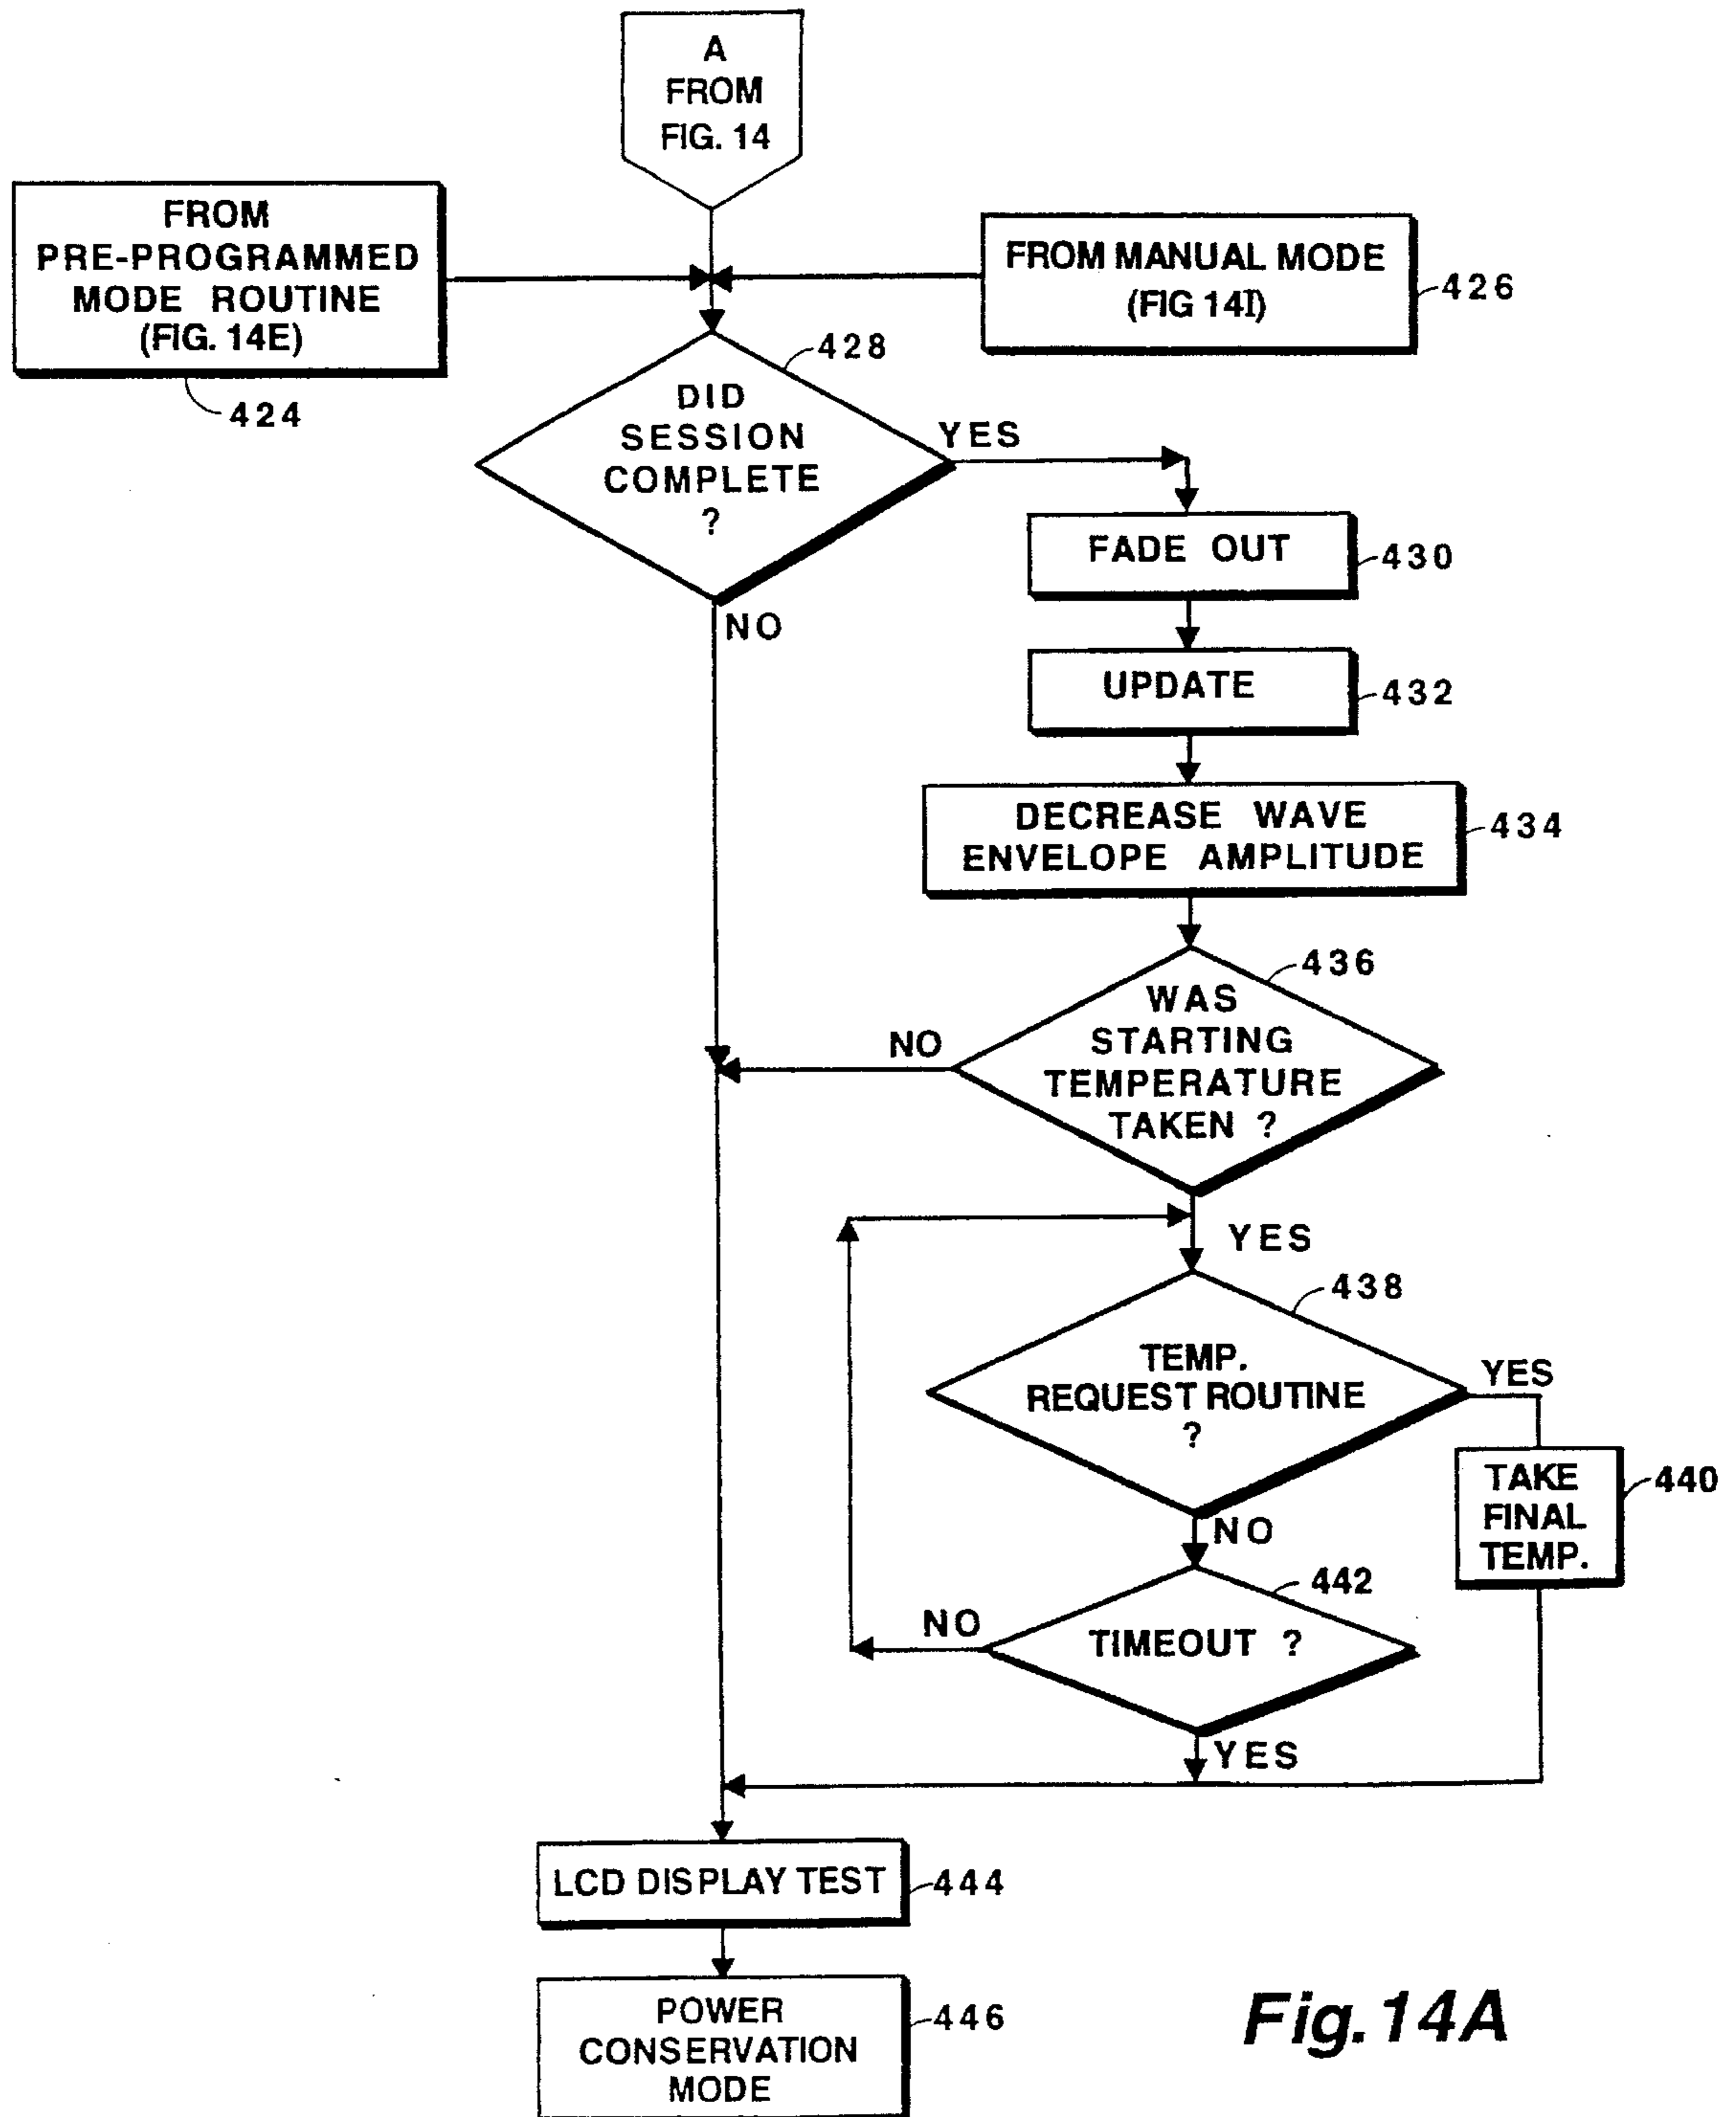 A
FROM
FIG. 14
FROM
PRE-PROGRAMMED
MODE ROUTINE
(FIG. 14E)
424
FROM MANUAL MODE
(FIG 14I)
426
428
DID
SESSION
COMPLETE
?
YES
NO
FADE OUT
430
UPDATE
432
DECREASE WAVE
ENVELOPE AMPLITUDE
434
436
WAS
STARTING
TEMPERATURE
TAKEN ?
NO
YES
438
TEMP.
REQUEST ROUTINE
?
YES
NO
TAKE
FINAL
TEMP.
440
442
TIMEOUT ?
NO
YES
LCD DISPLAY TEST
444
POWER
CONSERVATION
MODE
446
Fig.14A